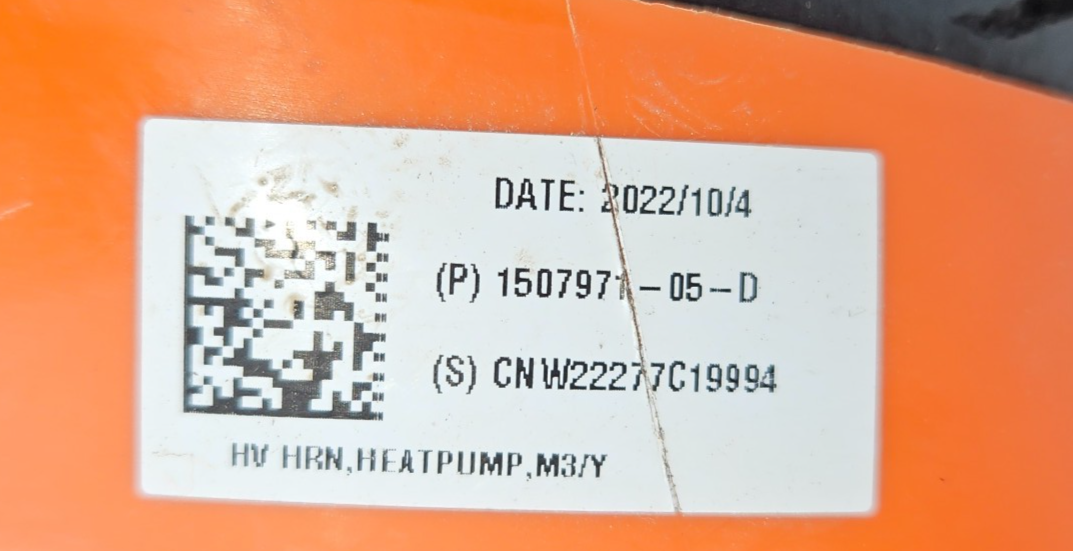 DATE: 2022/10/4
(P) 1507971-05-D
(S) CNW22277C19994
HV HRN,HEATPUMP,M3/Y